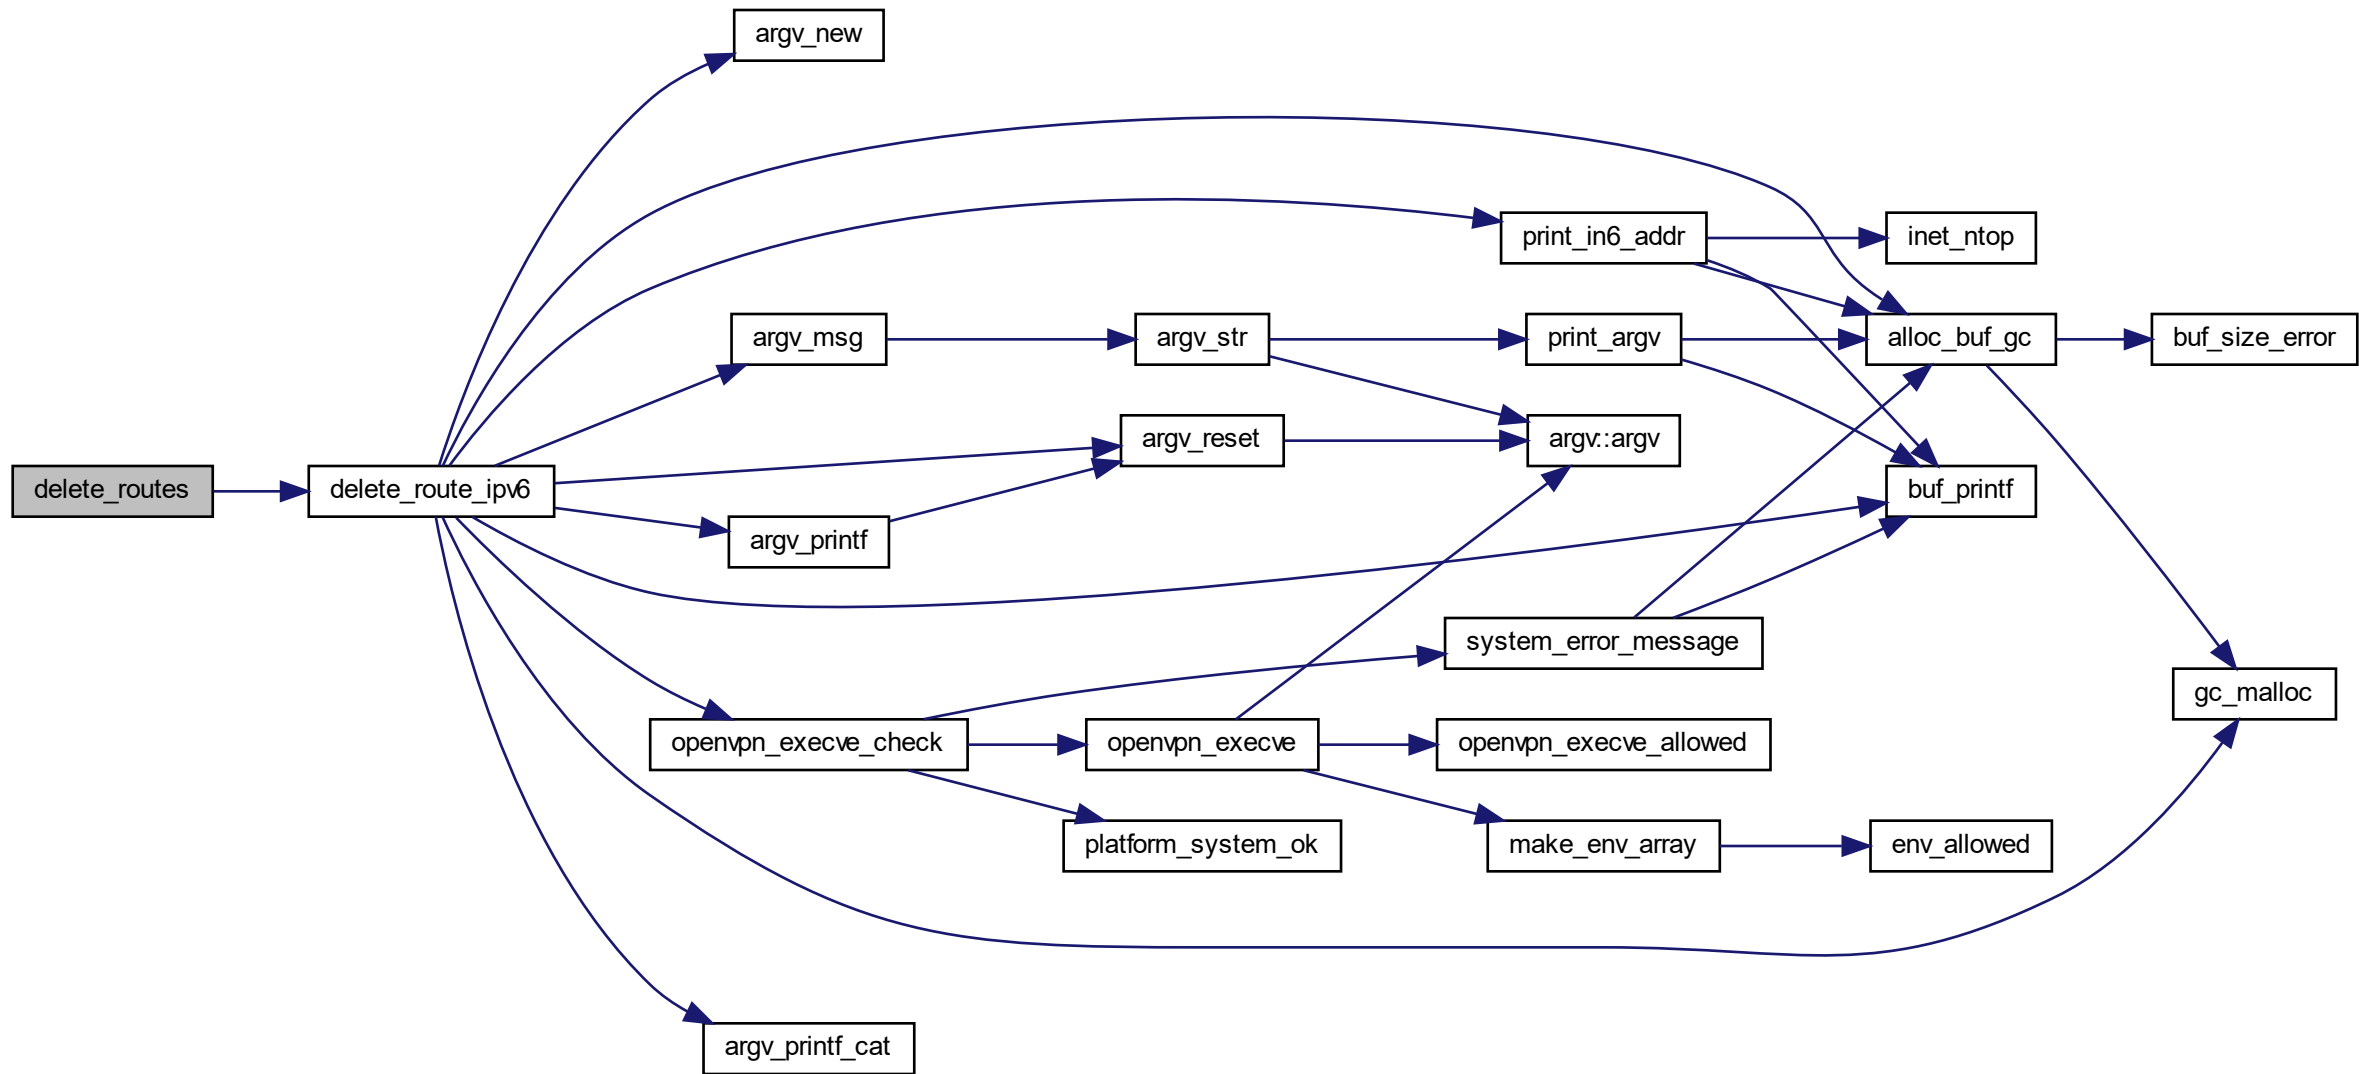 argv_new
print_in6_addr
inet_ntop
argv_msg
argv_str
print_argv
alloc_buf_gc
buf_size_error
argv_reset
argv::argv
delete_routes
delete_route_ipv6
buf_printf
argv_printf
system_error_message
gc_malloc
openvpn_execve_check
openvpn_execve
openvpn_execve_allowed
platform_system_ok
make_env_array
env_allowed
argv_printf_cat